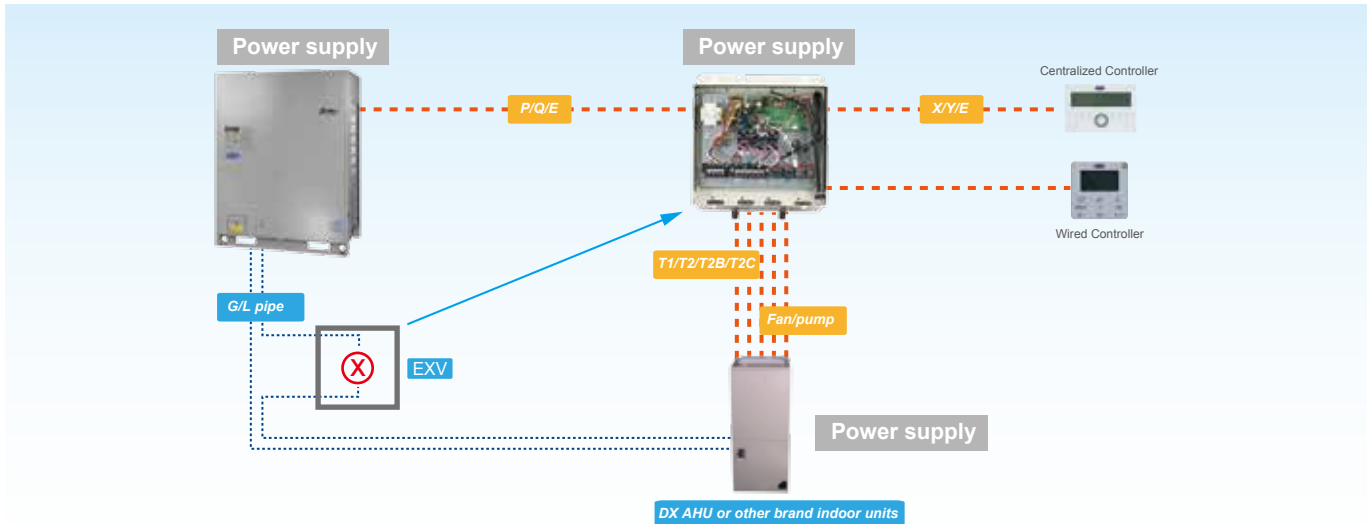 Power supply
Power supply
Centralized Controller
P/Q/E
X/Y/E
Wired Controller
T1/T2/T2B/T2C
G/L pipe
Fan/pump
X
EXV
Power supply
DX AHU or other brand indoor units